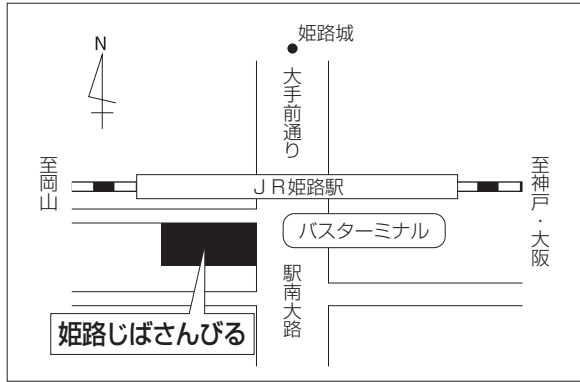 N
姫路城
大手前通り
至岡山
JR姫路駅
至神戸・大阪
バスターミナル
駅南大路
姫路じばさんびる